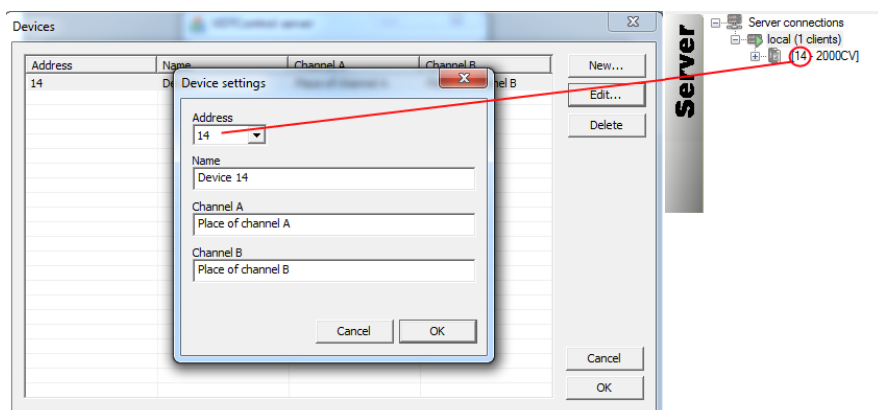 Devices
Address Name Channel A Channel B
14
Device settings
Address
14
Name
Device 14
Channel A
Place of channel A
Channel B
Place of channel B
Cancel OK
New...
Edit...
Delete
Cancel
OK
Server
Server connections
local (1 clients)
[14 - 2000CV]